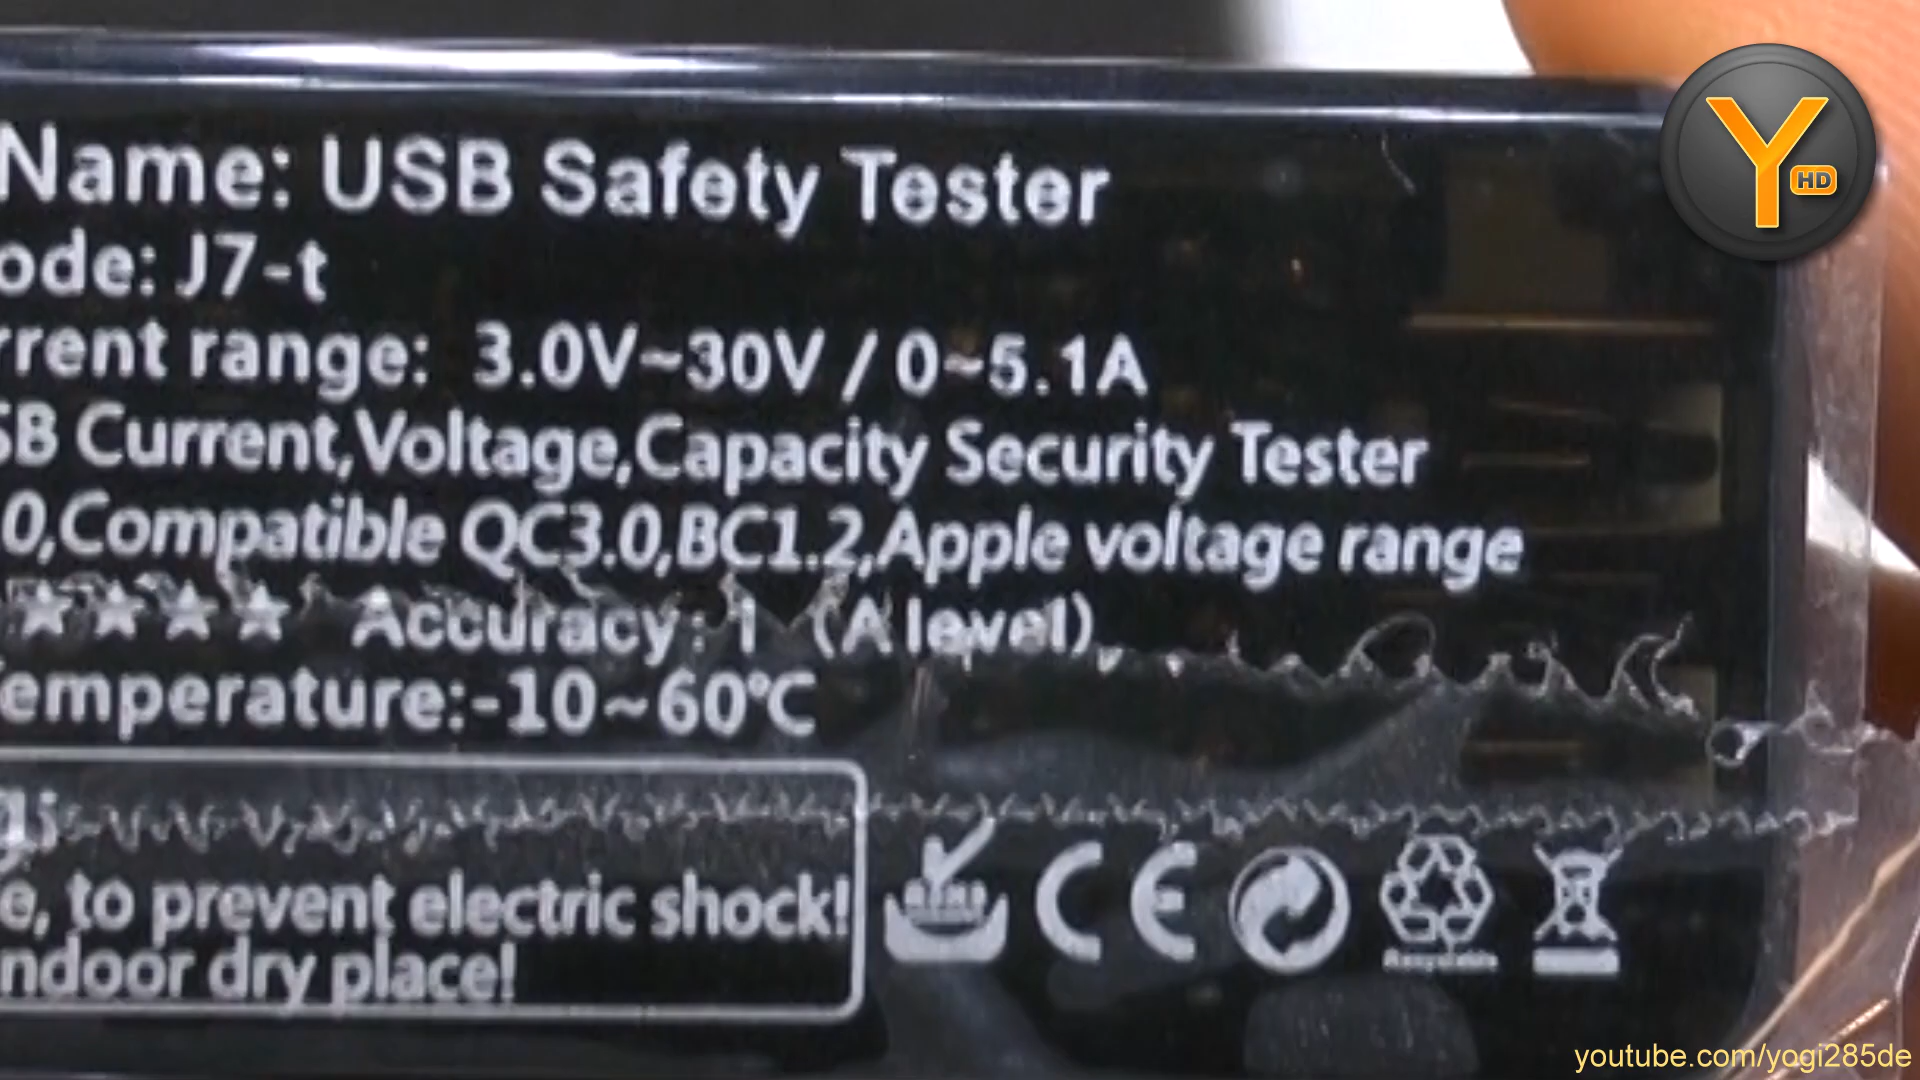 Name: USB Safety Tester
ode: J7-t
rrent range: 3.0V~30V / 0~5.1A
SB Current,Voltage,Capacity Security Tester
.0,Compatible QC3.0,BC1.2,Apple voltage range
★★★★ Accuracy: 1 (A level)
Temperature:-10~60℃
e, to prevent electric shock!
ndoor dry place!
RoHS CE
Recyclable
Y HD
youtube.com/yogi285de